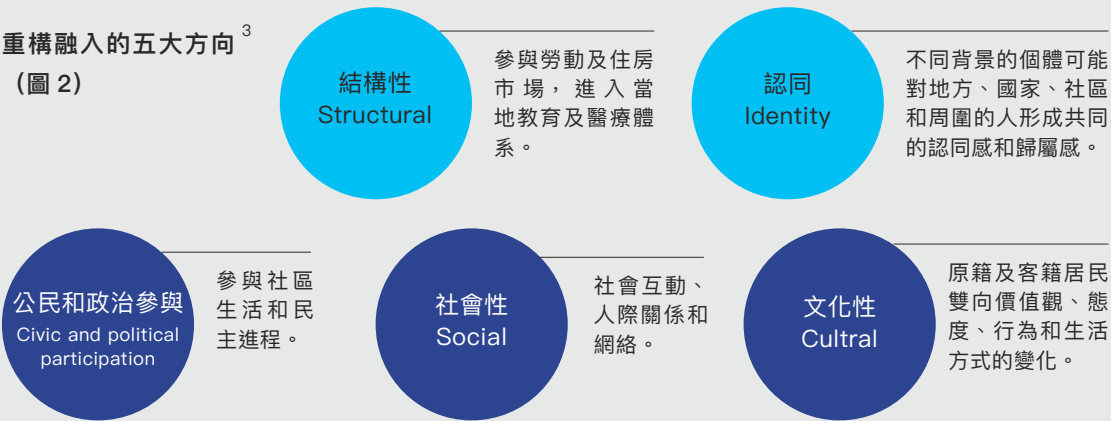 重構融入的五大方向 3
（圖 2）
結構性
Structural
參與勞動及住房
市場，進入當
地教育及醫療體
系。
認同
Identity
不同背景的個體可能
對地方、國家、社區
和周圍的人形成共同
的認同感和歸屬感。
公民和政治參與
Civic and political
participation
參與社區
生活和民
主進程。
社會性
Social
社會互動、
人際關係和
網絡。
文化性
Cultral
原籍及客籍居民
雙向價值觀、態
度、行為和生活
方式的變化。